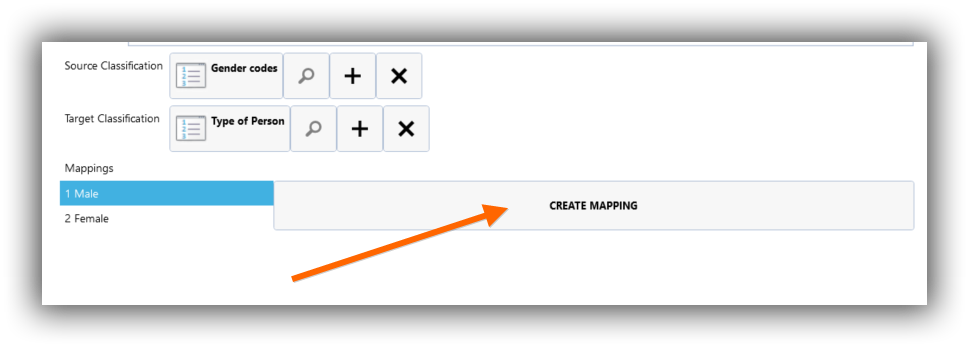 Source Classification
Gender codes
Target Classification
Type of Person
Mappings
1 Male
CREATE MAPPING
2 Female